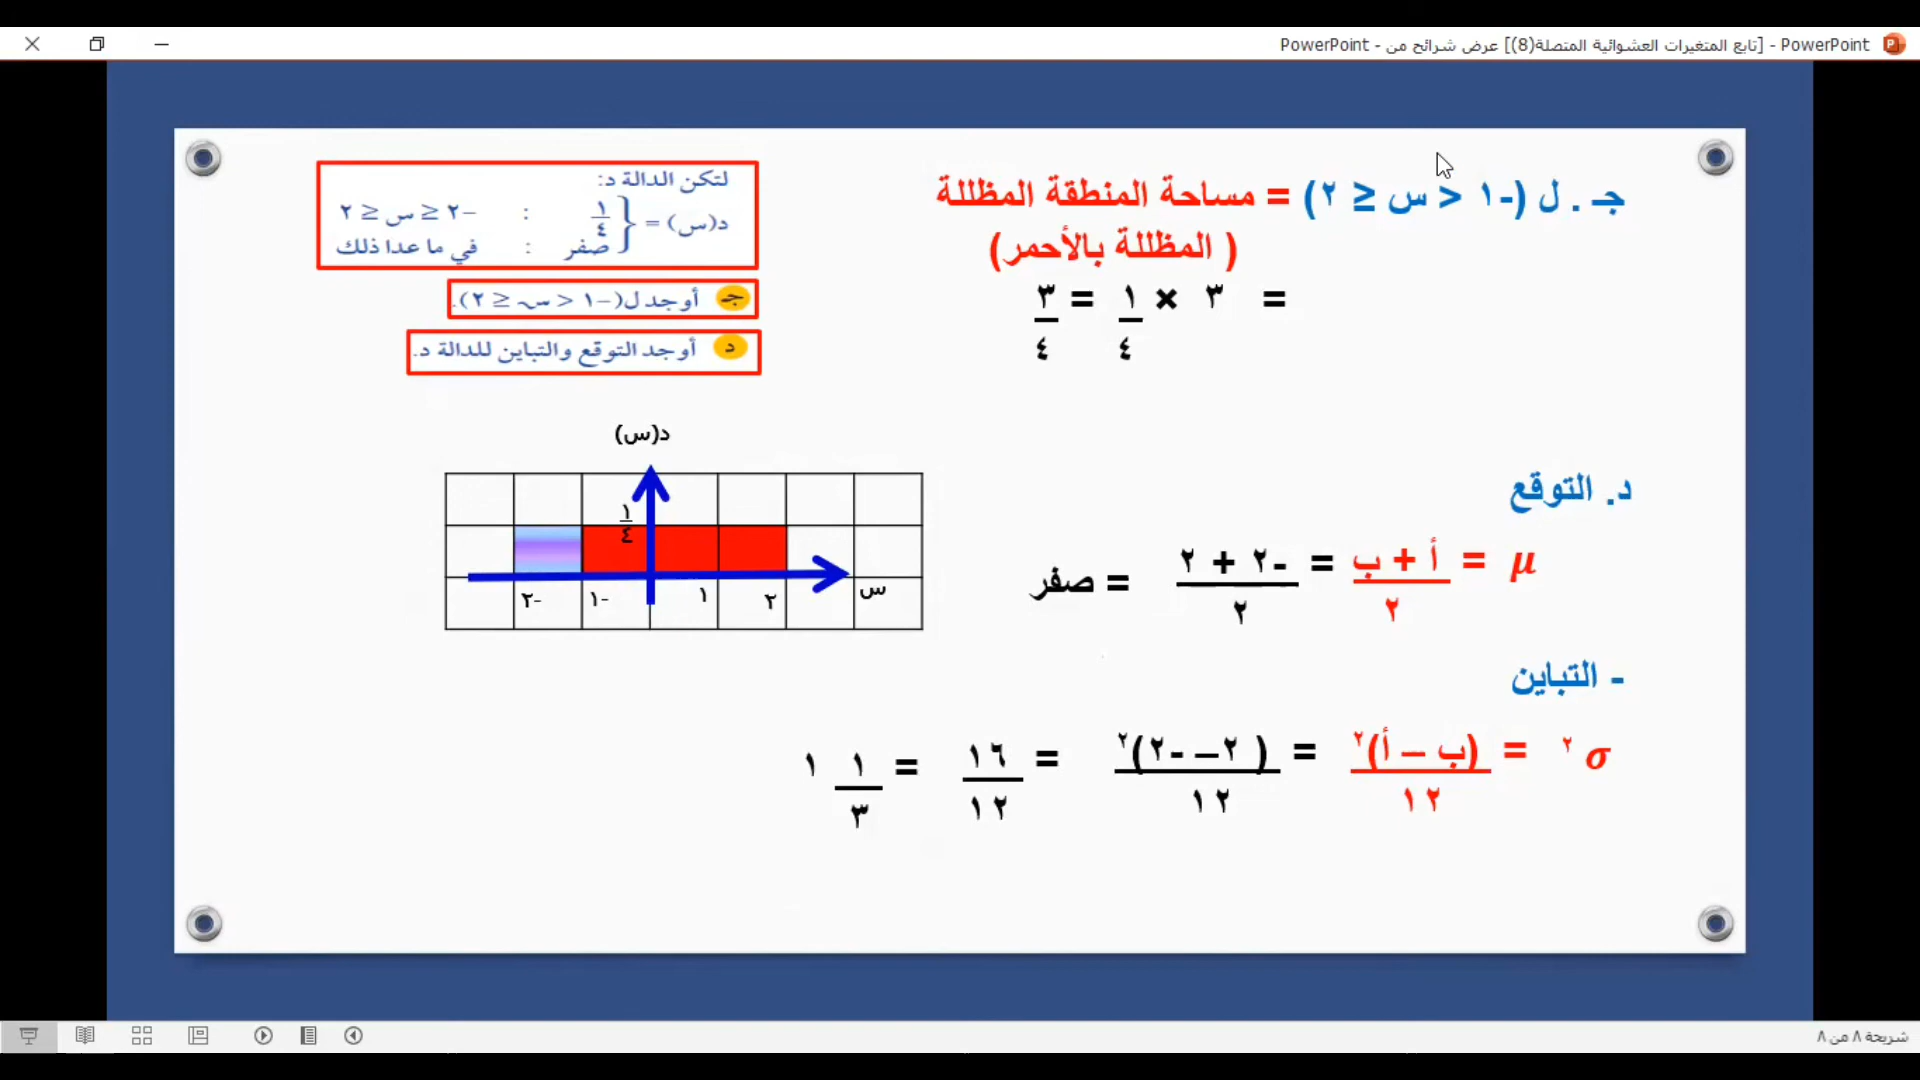 PowerPoint - [تابع المتغيرات العشوائية المتصلة(8)] عرض شرائح من - PowerPoint
جـ . ل (-١ < س ≤ ٢) = مساحة المنطقة المظللة
( المظللة بالأحمر)
= ٣ × ١/٤ = ٣/٤
لتكن الدالة د:
د(س) = { ١/٤ : -٢ ≤ س ≤ ٢
صفر : في ما عدا ذلك
جـ أوجد ل(-١ < س ≤ ٢).
د أوجد التوقع والتباين للدالة د.
د(س)
١/٤
-٢ -١ ١ ٢ س
د. التوقع
μ = أ + ب/٢ = -٢ + ٢/٢ = صفر
- التباين
σ ٢ = (ب – أ)٢/١٢ = ( ٢– -٢)٢/١٢ = ١٦/١٢ = ١ ١/٣
شريحة ٨ من ٨